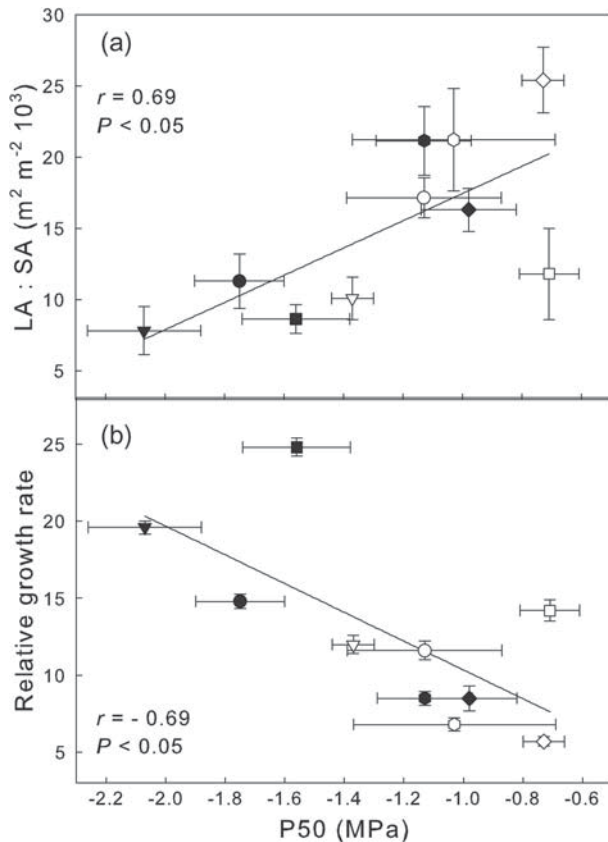 30
(a)
25
r = 0.69
P < 0.05
20
15
10
5
LA : SA (m² m⁻² 10³)
(b)
25
20
15
10
5
r = - 0.69
P < 0.05
Relative growth rate
-2.2 -2.0 -1.8 -1.6 -1.4 -1.2 -1.0 -0.8 -0.6
P50 (MPa)